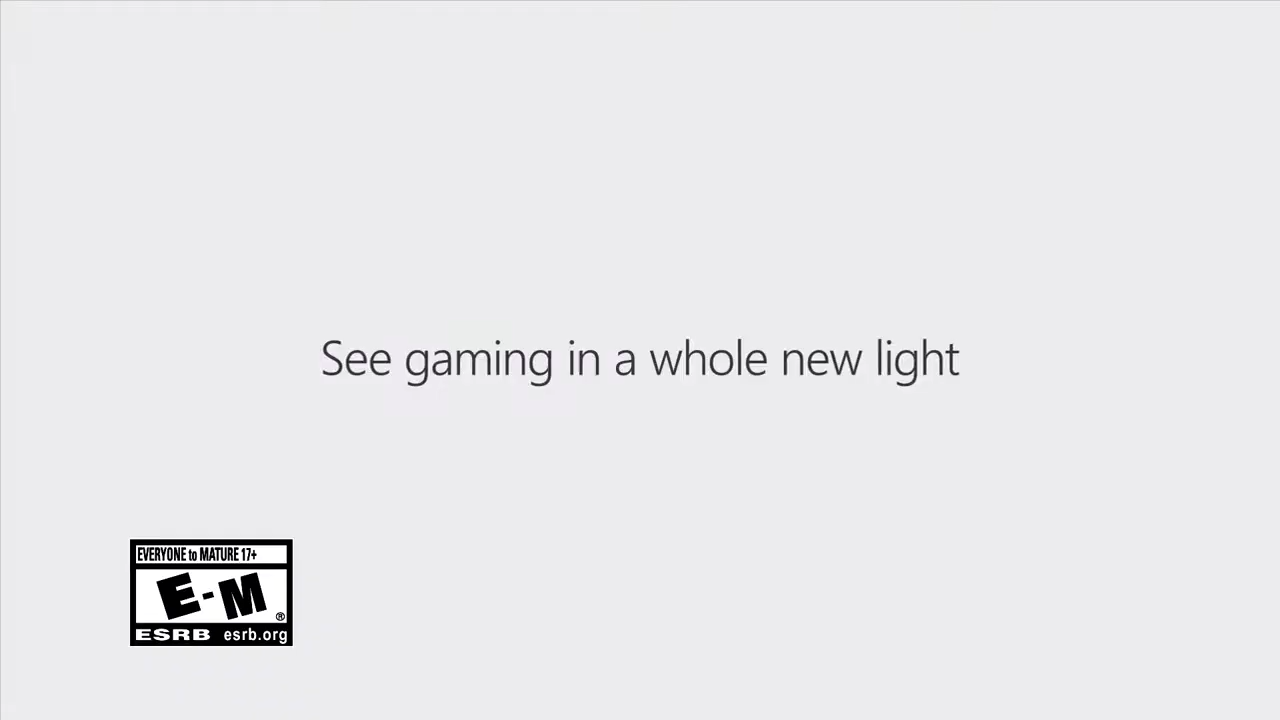 See gaming in a whole new light
EVERYONE to MATURE 17+
E-M ®
ESRB esrb.org